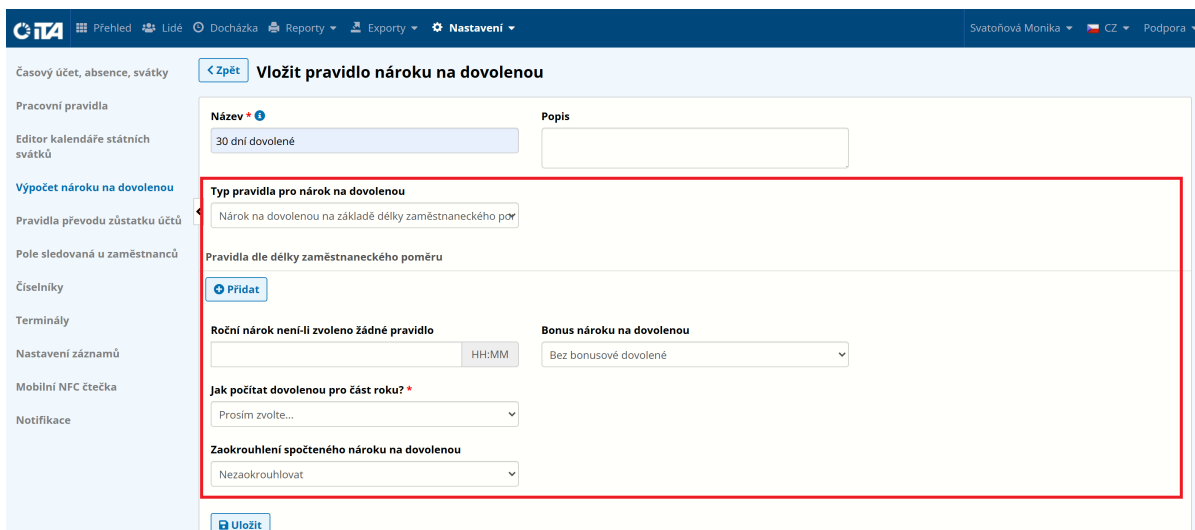 iTA Přehled Lidé Docházka Reporty Exporty Nastavení Svatoňová Monika CZ Podpora
Časový účet, absence, svátky
Pracovní pravidla
Editor kalendáře státních
svátků
Výpočet nároku na dovolenou
Pravidla převodu zůstatku účtů
Pole sledovaná u zaměstnanců
Číselníky
Terminály
Nastavení záznamů
Mobilní NFC čtečka
Notifikace
Zpět Vložit pravidlo nároku na dovolenou
Název * Popis
30 dní dovolené
Typ pravidla pro nárok na dovolenou
Nárok na dovolenou na základě délky zaměstnaneckého
Pravidla dle délky zaměstnaneckého poměru
Přidat
Roční nárok není-li zvoleno žádné pravidlo Bonus nároku na dovolenou
HH:MM Bez bonusové dovolené
Jak počítat dovolenou pro část roku? *
Prosím zvolte...
Zaokrouhlení spočteného nároku na dovolenou
Nezaokrouhlovat
Uložit